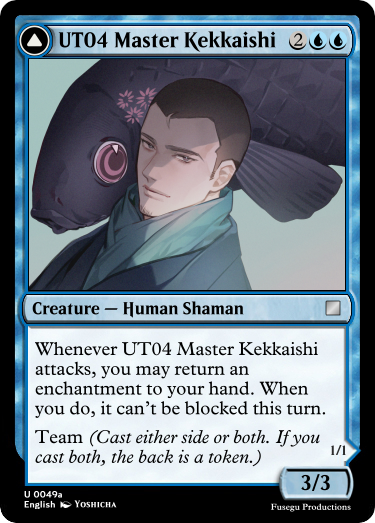 UT04 Master Kekkaishi 2
Creature — Human Shaman
Whenever UT04 Master Kekkaishi
attacks, you may return an
enchantment to your hand. When
you do, it can't be blocked this turn.
Team (Cast either side or both. If you
cast both, the back is a token.)
1/1
3/3
U 0049a
English Yoshicha
Fusegu Productions